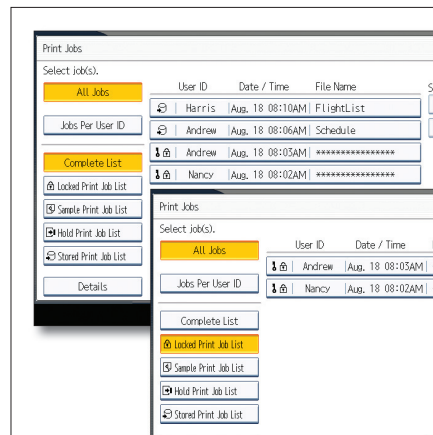 Print Jobs
Select job(s).
All Jobs
Jobs Per User ID
Complete List
Locked Print Job List
Sample Print Job List
Hold Print Job List
Stored Print Job List
Details
User ID Date / Time File Name
Harris Aug. 18 08:10AM FlightList
Andrew Aug. 18 08:06AM Schedule
Andrew Aug. 18 08:03AM ****************
Nancy Aug. 18 08:02AM ****************
Print Jobs
Select job(s).
All Jobs
Jobs Per User ID
Complete List
Locked Print Job List
Sample Print Job List
Hold Print Job List
Stored Print Job List
User ID Date / Time
Andrew Aug. 18 08:03AM
Nancy Aug. 18 08:02AM